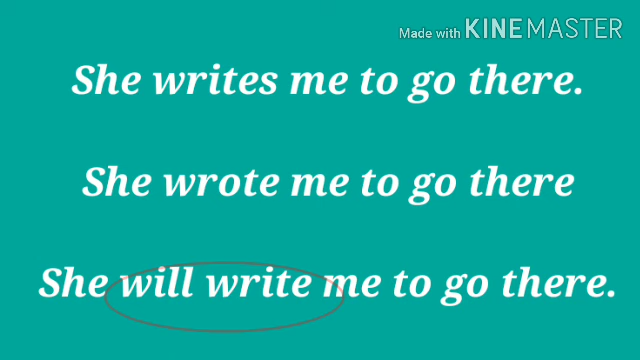 Made with KINEMASTER
She writes me to go there.
She wrote me to go there
She will write me to go there.